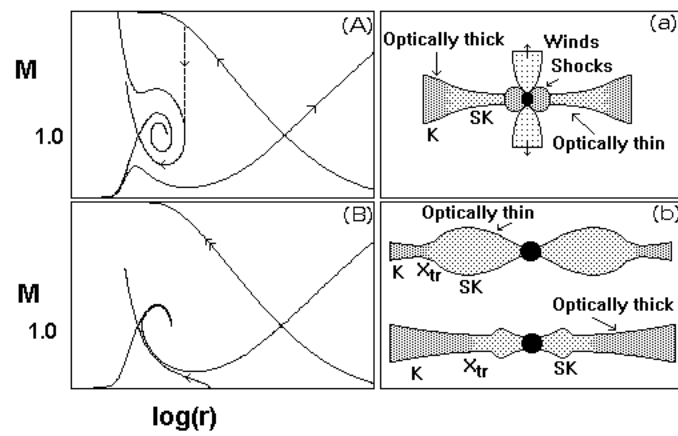 (A)
M
1.0
(a)
Optically thick
Winds
Shocks
K
SK
Optically thin
(B)
M
1.0
log(r)
(b)
Optically thin
K
Xtr
SK
Optically thick
K
Xtr
SK